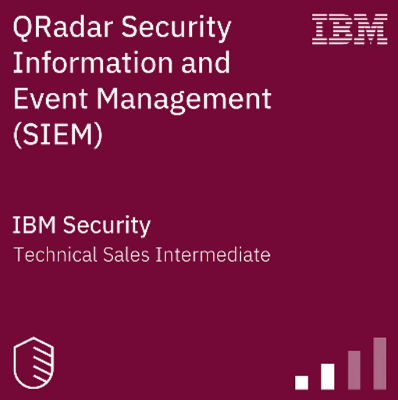 QRadar Security
IBM
Information and
Event Management
(SIEM)
IBM Security
Technical Sales Intermediate